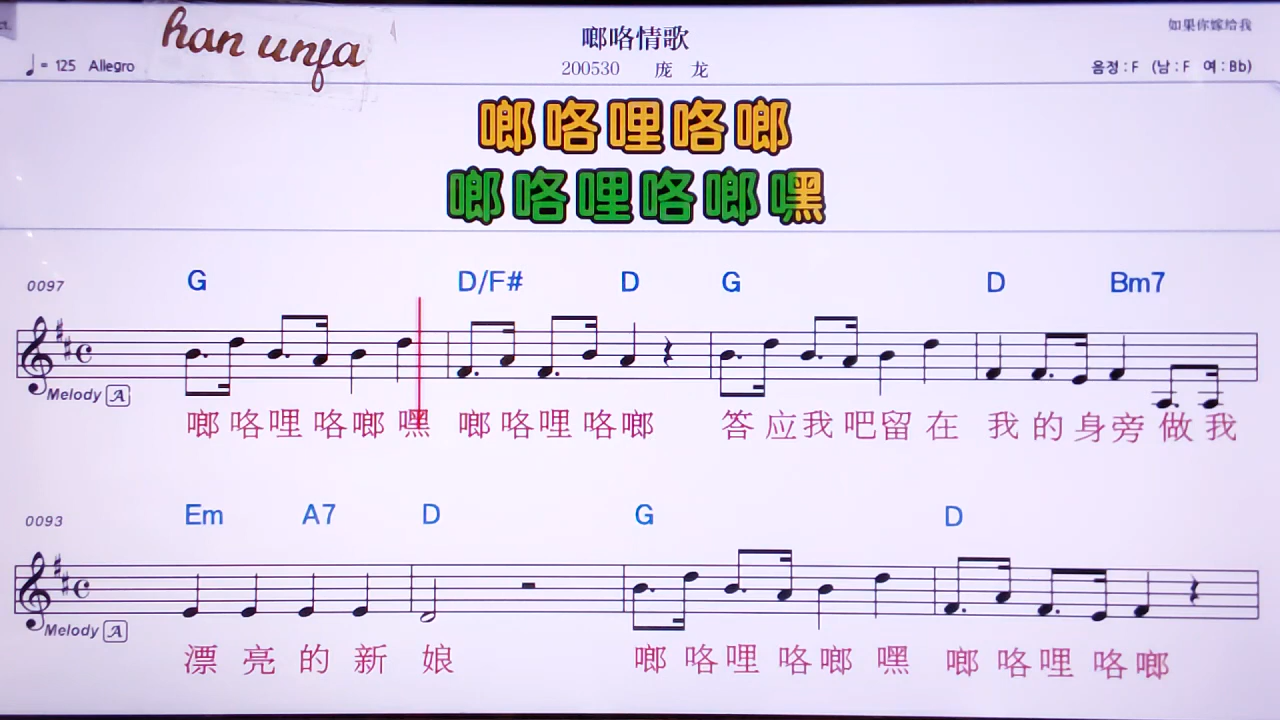 ct.
han unfa
啷咯情歌
如果你嫁给我
♩= 125 Allegro
200530 庞 龙
음정 : F (남 : F 여 : Bb)
啷咯哩咯啷
啷咯哩咯啷嘿
0097
G D/F# D G D Bm7
Melody A
啷咯哩咯啷嘿 啷咯哩咯啷 答应我吧留在 我的身旁做我
0093
Em A7 D G D
Melody A
漂亮的新娘 啷咯哩咯啷嘿 啷咯哩咯啷